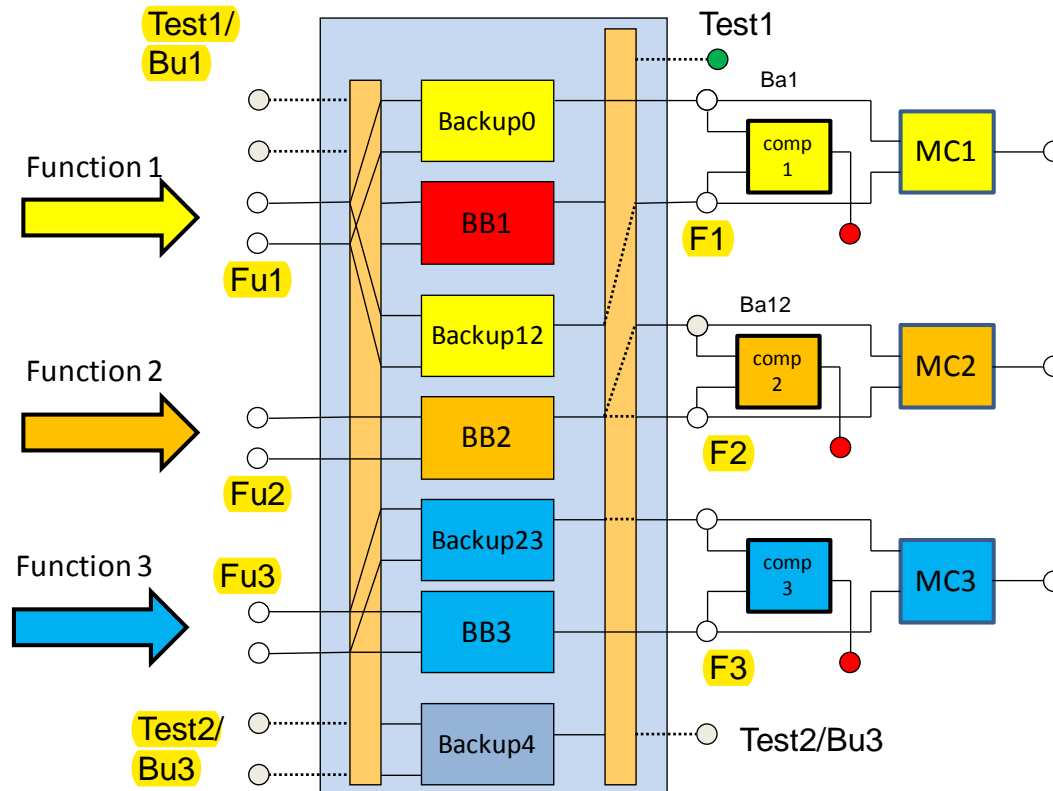 Test1/
Bu1
Test1
Ba1
Backup0
comp
1
MC1
Function 1
BB1
F1
Fu1
Ba12
Backup12
comp
2
MC2
Function 2
BB2
F2
Fu2
Backup23
Function 3
Fu3
comp
3
MC3
BB3
F3
Test2/
Bu3
Backup4
Test2/Bu3